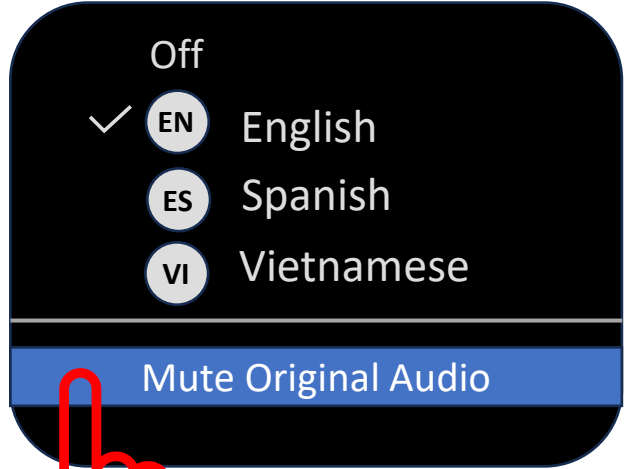 Off
EN English
ES Spanish
VI Vietnamese
Mute Original Audio